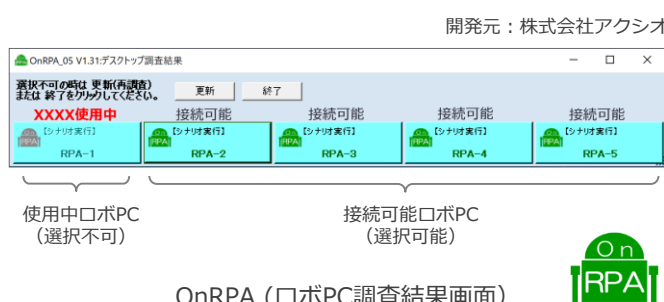 開発元：株式会社アクシオ
OnRPA_05 V1.31:デスクトップ調査結果
選択不可の時は 更新(再調査)
または 終了をクリックしてください。
更新 終了
XXXX使用中 接続可能 接続可能 接続可能 接続可能
【シナリオ実行】 【シナリオ実行】 【シナリオ実行】 【シナリオ実行】 【シナリオ実行】
RPA RPA RPA RPA RPA
RPA-1 RPA-2 RPA-3 RPA-4 RPA-5
使用中ロボPC 接続可能ロボPC
（選択不可） （選択可能）
On
RPA
OnRPA（ロボPC調査結果画面）